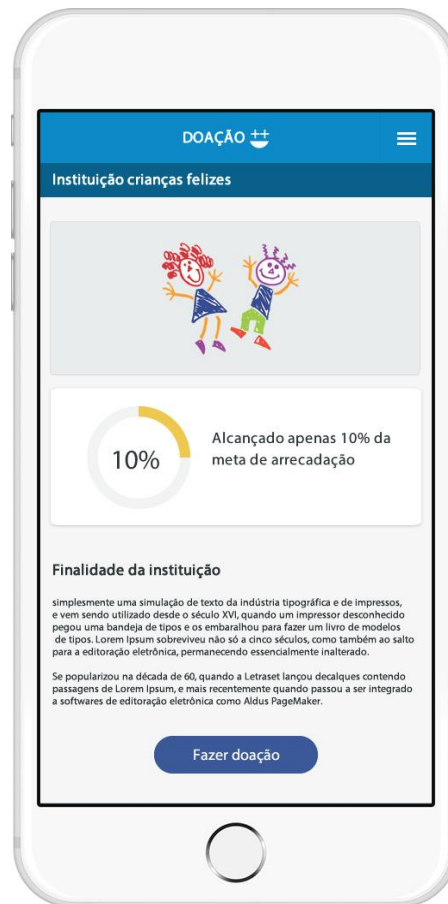 DOAÇÃO ++
Instituição crianças felizes
10%
Alcançado apenas 10% da
meta de arrecadação
Finalidade da instituição
simplesmente uma simulação de texto da indústria tipográfica e de impressos,
e vem sendo utilizado desde o século XVI, quando um impressor desconhecido
pegou uma bandeja de tipos e os embaralhou para fazer um livro de modelos
de tipos. Lorem Ipsum sobreviveu não só a cinco séculos, como também ao salto
para a editoração eletrônica, permanecendo essencialmente inalterado.
Se popularizou na década de 60, quando a Letraset lançou decalques contendo
passagens de Lorem Ipsum, e mais recentemente quando passou a ser integrado
a softwares de editoração eletrônica como Aldus PageMaker.
Fazer doação